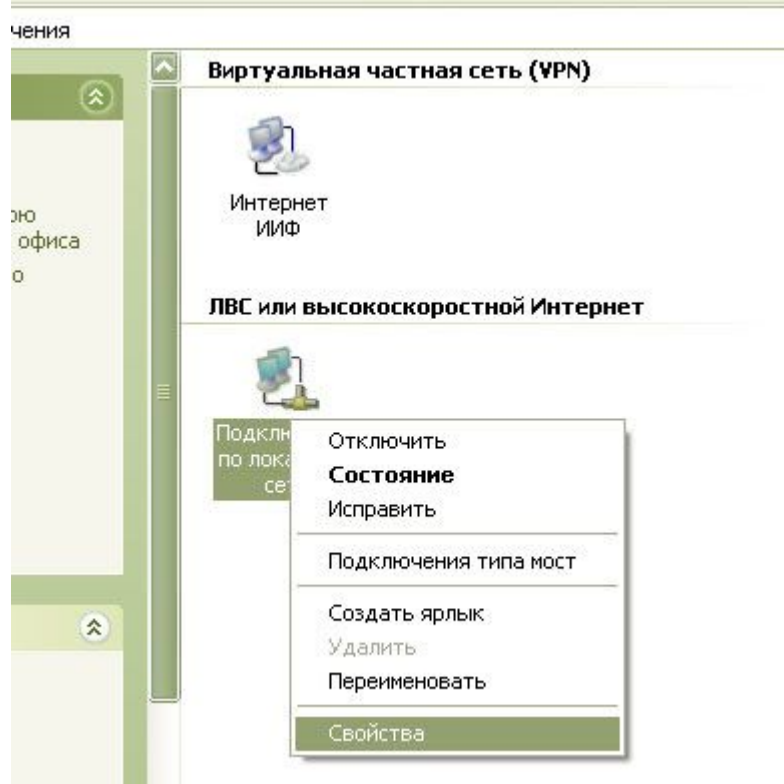 чения
Виртуальная частная сеть (VPN)
Интернет
ИИФ
ою
офиса
о
ЛВС или высокоскоростной Интернет
Подклю
по лока
сет
Отключить
Состояние
Исправить
Подключения типа мост
Создать ярлык
Удалить
Переименовать
Свойства